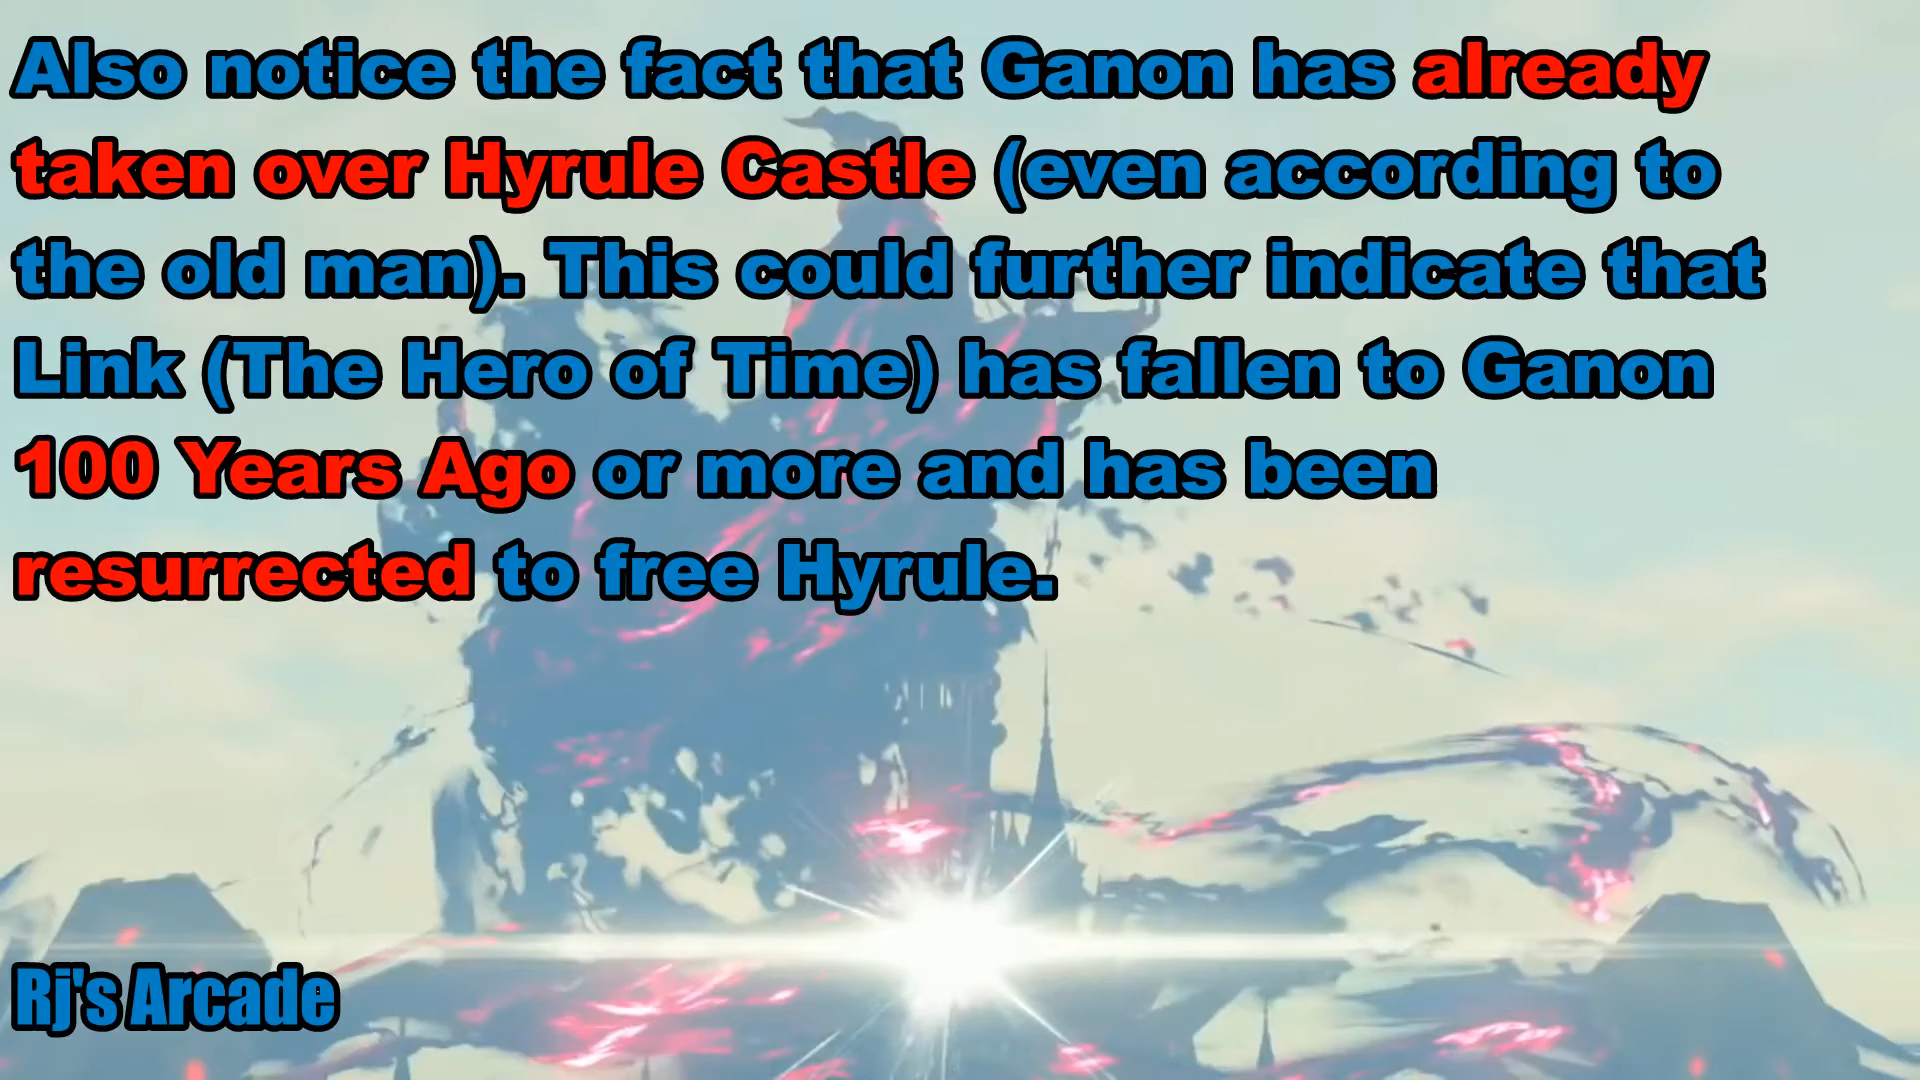 Also notice the fact that Ganon has already
taken over Hyrule Castle (even according to
the old man). This could further indicate that
Link (The Hero of Time) has fallen to Ganon
100 Years Ago or more and has been
resurrected to free Hyrule.
Rj's Arcade